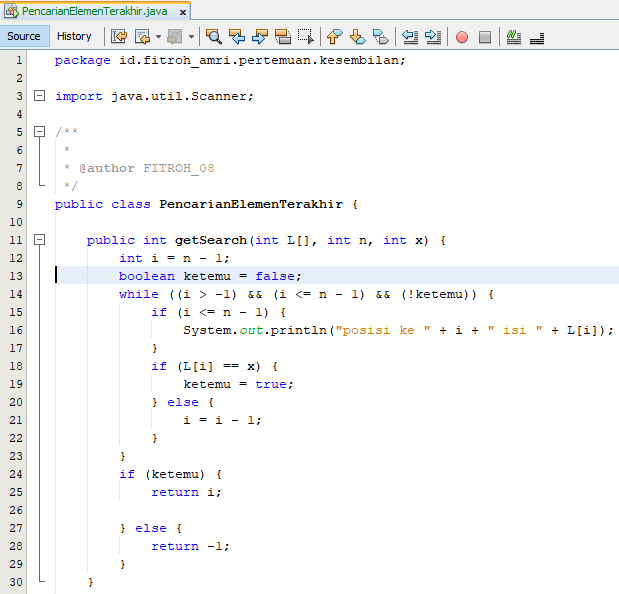 PencarianElemenTerakhir.java x
Source History
1 package id.fitroh_amri.pertemuan.kesembilan;
2
3 import java.util.Scanner;
4
5 /**
6 *
7 * @author FITROH_08
8 */
9 public class PencarianElemenTerakhir {
10
11 public int getSearch(int L[], int n, int x) {
12 int i = n - 1;
13 boolean ketemu = false;
14 while ((i > -1) && (i <= n - 1) && (!ketemu)) {
15 if (i <= n - 1) {
16 System.out.println("posisi ke " + i + " isi " + L[i]);
17 }
18 if (L[i] == x) {
19 ketemu = true;
20 } else {
21 i = i - 1;
22 }
23 }
24 if (ketemu) {
25 return i;
26
27 } else {
28 return -1;
29 }
30 }